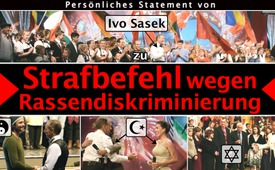 Persönliches Statement von
Ivo Sasek
zu
Strafbefehl wegen
Rassendiskriminierung